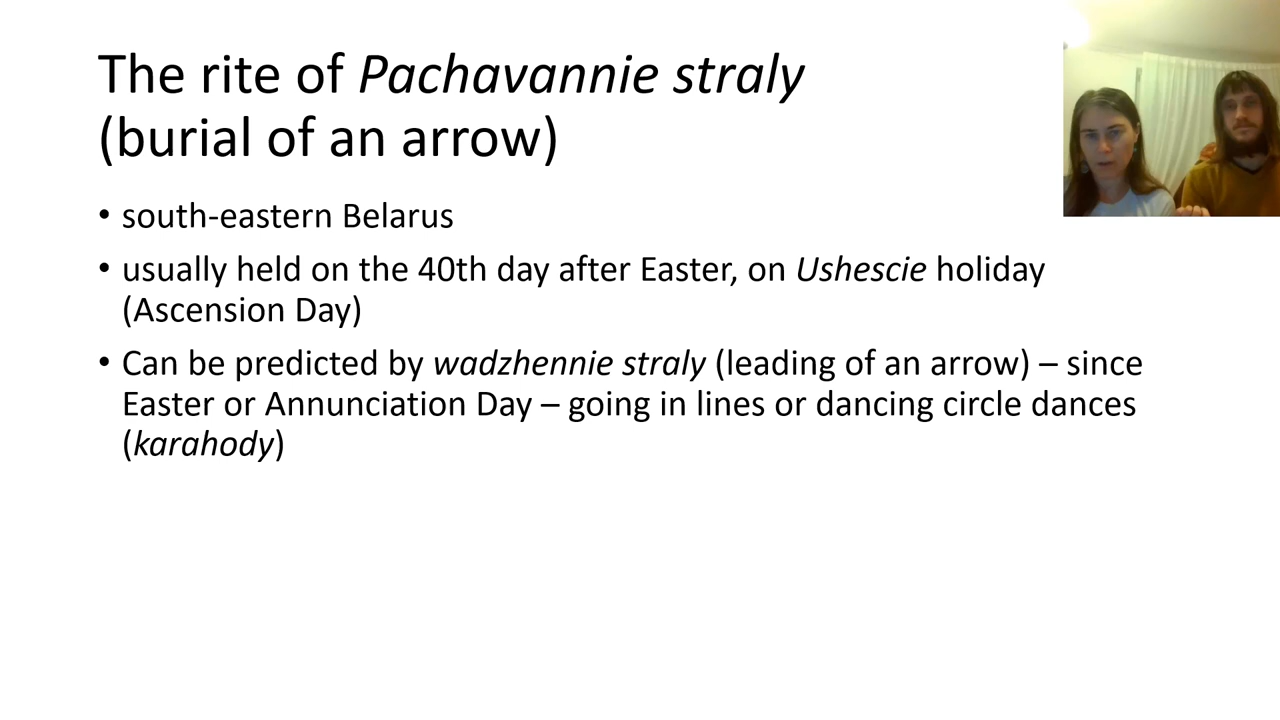 The rite of Pachavannie straly
(burial of an arrow)
• south-eastern Belarus
• usually held on the 40th day after Easter, on Ushescie holiday
(Ascension Day)
• Can be predicted by wadzhennie straly (leading of an arrow) – since
Easter or Annunciation Day – going in lines or dancing circle dances
(karahody)